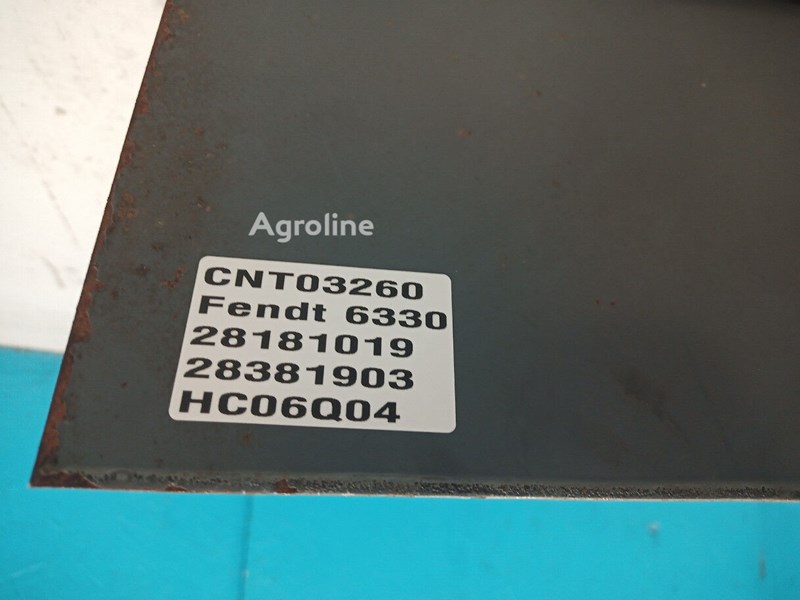 Agroline
CNT03260
Fendt 6330
28181019
28381903
HC06Q04